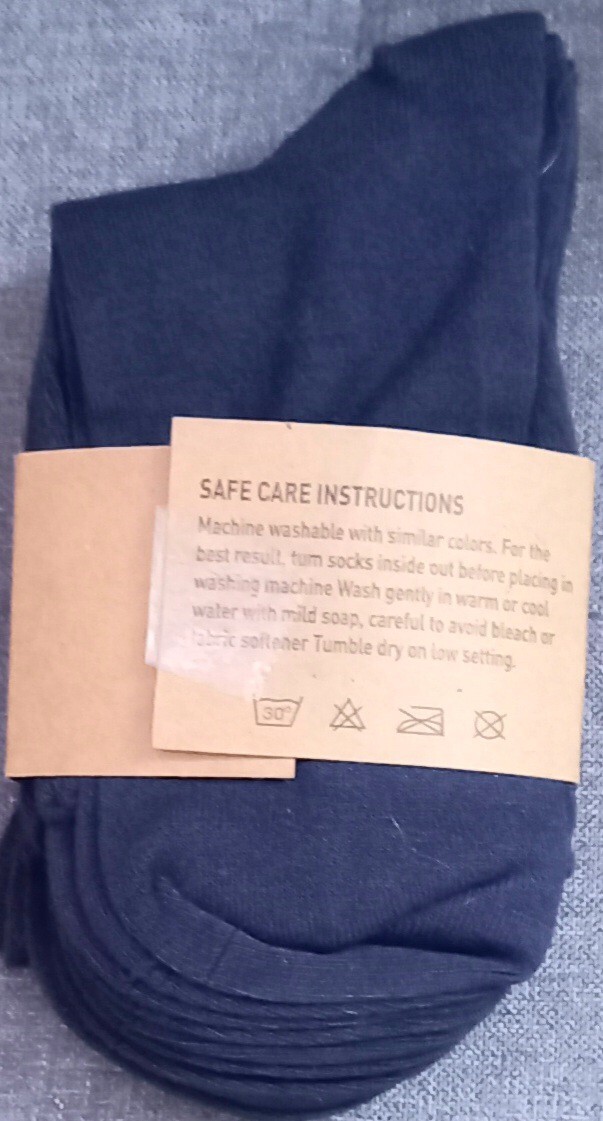 SAFE CARE INSTRUCTIONS
Machine washable with similar colors. For the
best result, turn socks inside out before placing in
washing machine Wash gently in warm or cool
water with mild soap, careful to avoid bleach or
fabric softener Tumble dry on low setting.
30°